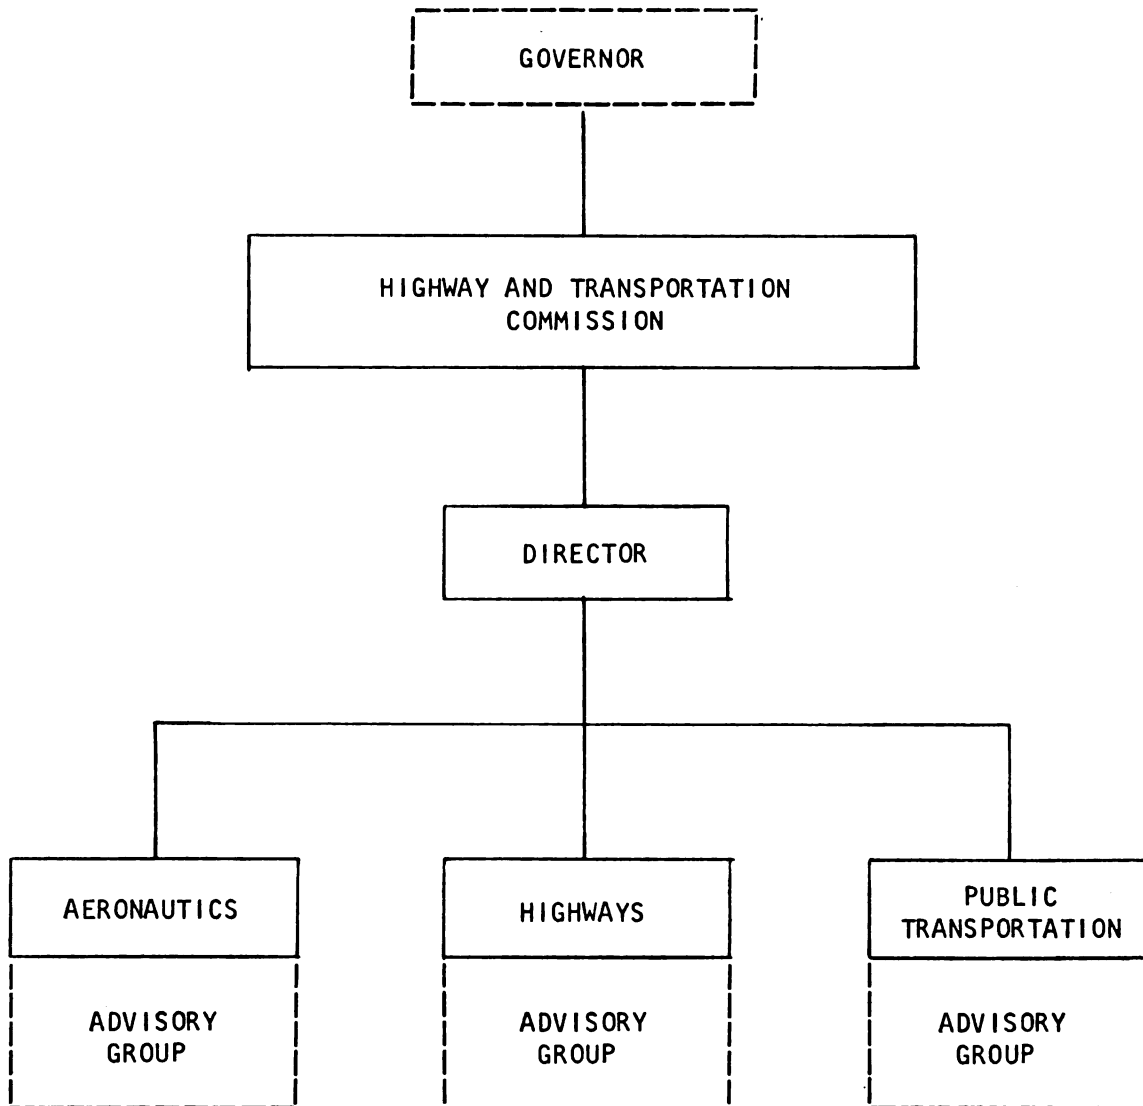 GOVERNOR
HIGHWAY AND TRANSPORTATION
COMMISSION
DIRECTOR
AERONAUTICS
HIGHWAYS
PUBLIC
TRANSPORTATION
ADVISORY
GROUP
ADVISORY
GROUP
ADVISORY
GROUP